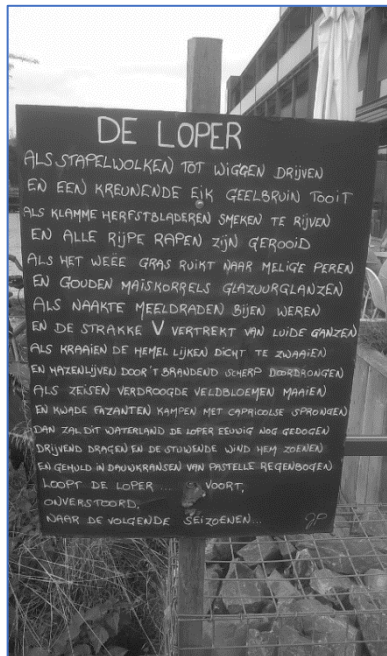 DE LOPER
ALS STAPELWOLKEN TOT WIGGEN DRIJVEN
EN EEN KREUNENDE EIK GEELBRUIN TOOIT
ALS KLAMME HERFSTBLADEREN SMEKEN TE RIJVEN
EN ALLE RIJPE RAPEN ZIJN GEROOID
ALS HET WEEË GRAS RUIKT NAAR MELIGE PEREN
EN GOUDEN MAISKORRELS GLAZUURGLANZEN
ALS NAAKTE MEELDRADEN BIJEN WEREN
EN DE STRAKKE V VERTREKT VAN LUIDE GANZEN
ALS KRAAIEN DE HEMEL LIJKEN DICHT TE ZWAAIEN
EN HAZENLIJVEN DOOR'T BRANDEND SCHERP DOORDRONGEN
ALS ZEISEN VERDROOGDE VELDBLOEMEN MAAIEN
EN KWADE FAZANTEN KAMPEN MET CAPRICOLSE SPRONGEN
DAN ZAL DIT WATERLAND DE LOPER EEUWIG NOG GEDOGEN
DRIJVEND DRAGEN EN DE STUWENDE WIND HEM ZOENEN
EN GEHULD IN DAUWKRANSEN VAN PASTELLE REGENBOGEN
LOOPT DE LOPER ... VOORT,
ONVERSTOORD,
NAAR DE VOLGENDE SEIZOENEN...
JP